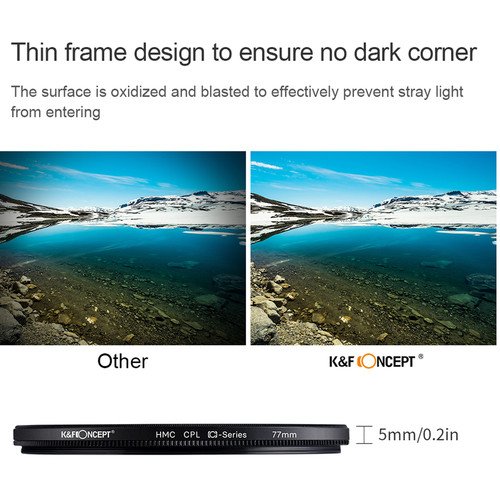 Thin frame design to ensure no dark corner
The surface is oxidized and blasted to effectively prevent stray light
from entering
Other
K&F CONCEPT®
K&F CONCEPT HMC CPL C-Series 77mm
5mm/0.2in